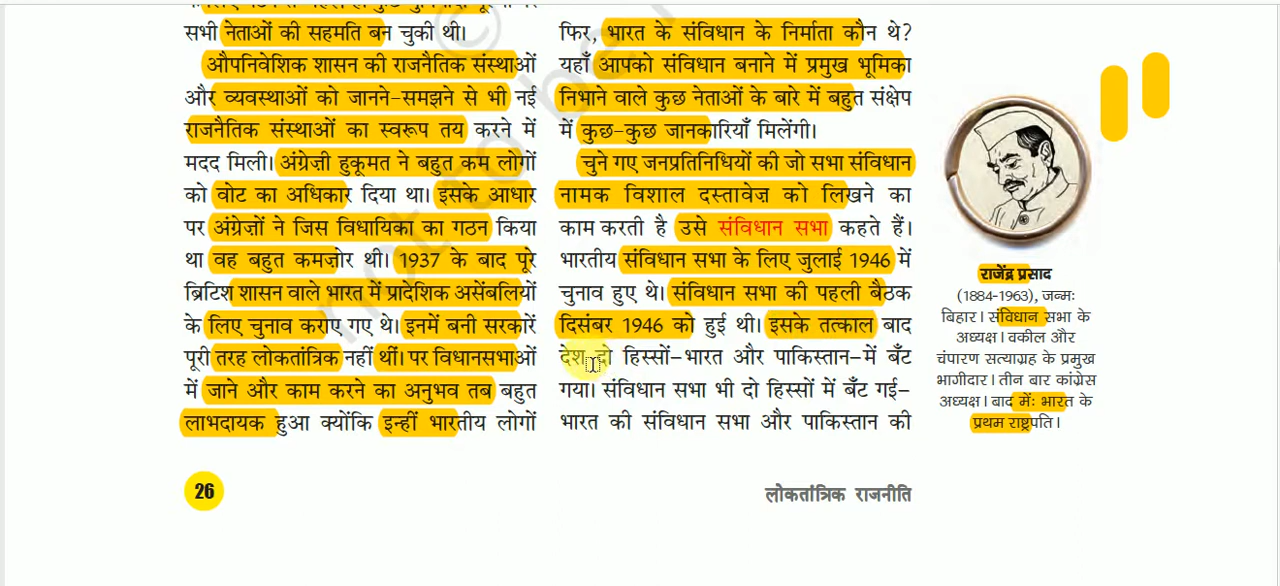 सभी नेताओं की सहमति बन चुकी थी।
औपनिवेशिक शासन की राजनैतिक संस्थाओं
और व्यवस्थाओं को जानने-समझने से भी नई
राजनैतिक संस्थाओं का स्वरूप तय करने में
मदद मिली। अंग्रेज़ी हुकूमत ने बहुत कम लोगों
को वोट का अधिकार दिया था। इसके आधार
पर अंग्रेज़ों ने जिस विधायिका का गठन किया
था वह बहुत कमज़ोर थी। 1937 के बाद पूरे
ब्रिटिश शासन वाले भारत में प्रादेशिक असेंबलियों
के लिए चुनाव कराए गए थे। इनमें बनी सरकारें
पूरी तरह लोकतांत्रिक नहीं थीं। पर विधानसभाओं
में जाने और काम करने का अनुभव तब बहुत
लाभदायक हुआ क्योंकि इन्हीं भारतीय लोगों
26
फिर, भारत के संविधान के निर्माता कौन थे?
यहाँ आपको संविधान बनाने में प्रमुख भूमिका
निभाने वाले कुछ नेताओं के बारे में बहुत संक्षेप
में कुछ-कुछ जानकारियाँ मिलेंगी।
चुने गए जनप्रतिनिधियों की जो सभा संविधान
नामक विशाल दस्तावेज़ को लिखने का
काम करती है उसे संविधान सभा कहते हैं।
भारतीय संविधान सभा के लिए जुलाई 1946 में
चुनाव हुए थे। संविधान सभा की पहली बैठक
दिसंबर 1946 को हुई थी। इसके तत्काल बाद
देश दो हिस्सों-भारत और पाकिस्तान-में बँट
गया। संविधान सभा भी दो हिस्सों में बँट गई-
भारत की संविधान सभा और पाकिस्तान की
लोकतांत्रिक राजनीति
राजेंद्र प्रसाद
(1884-1963), जन्मः
बिहार। संविधान सभा के
अध्यक्ष। वकील और
चंपारण सत्याग्रह के प्रमुख
भागीदार। तीन बार कांग्रेस
अध्यक्ष। बाद मेंः भारत के
प्रथम राष्ट्रपति।
not to be
©